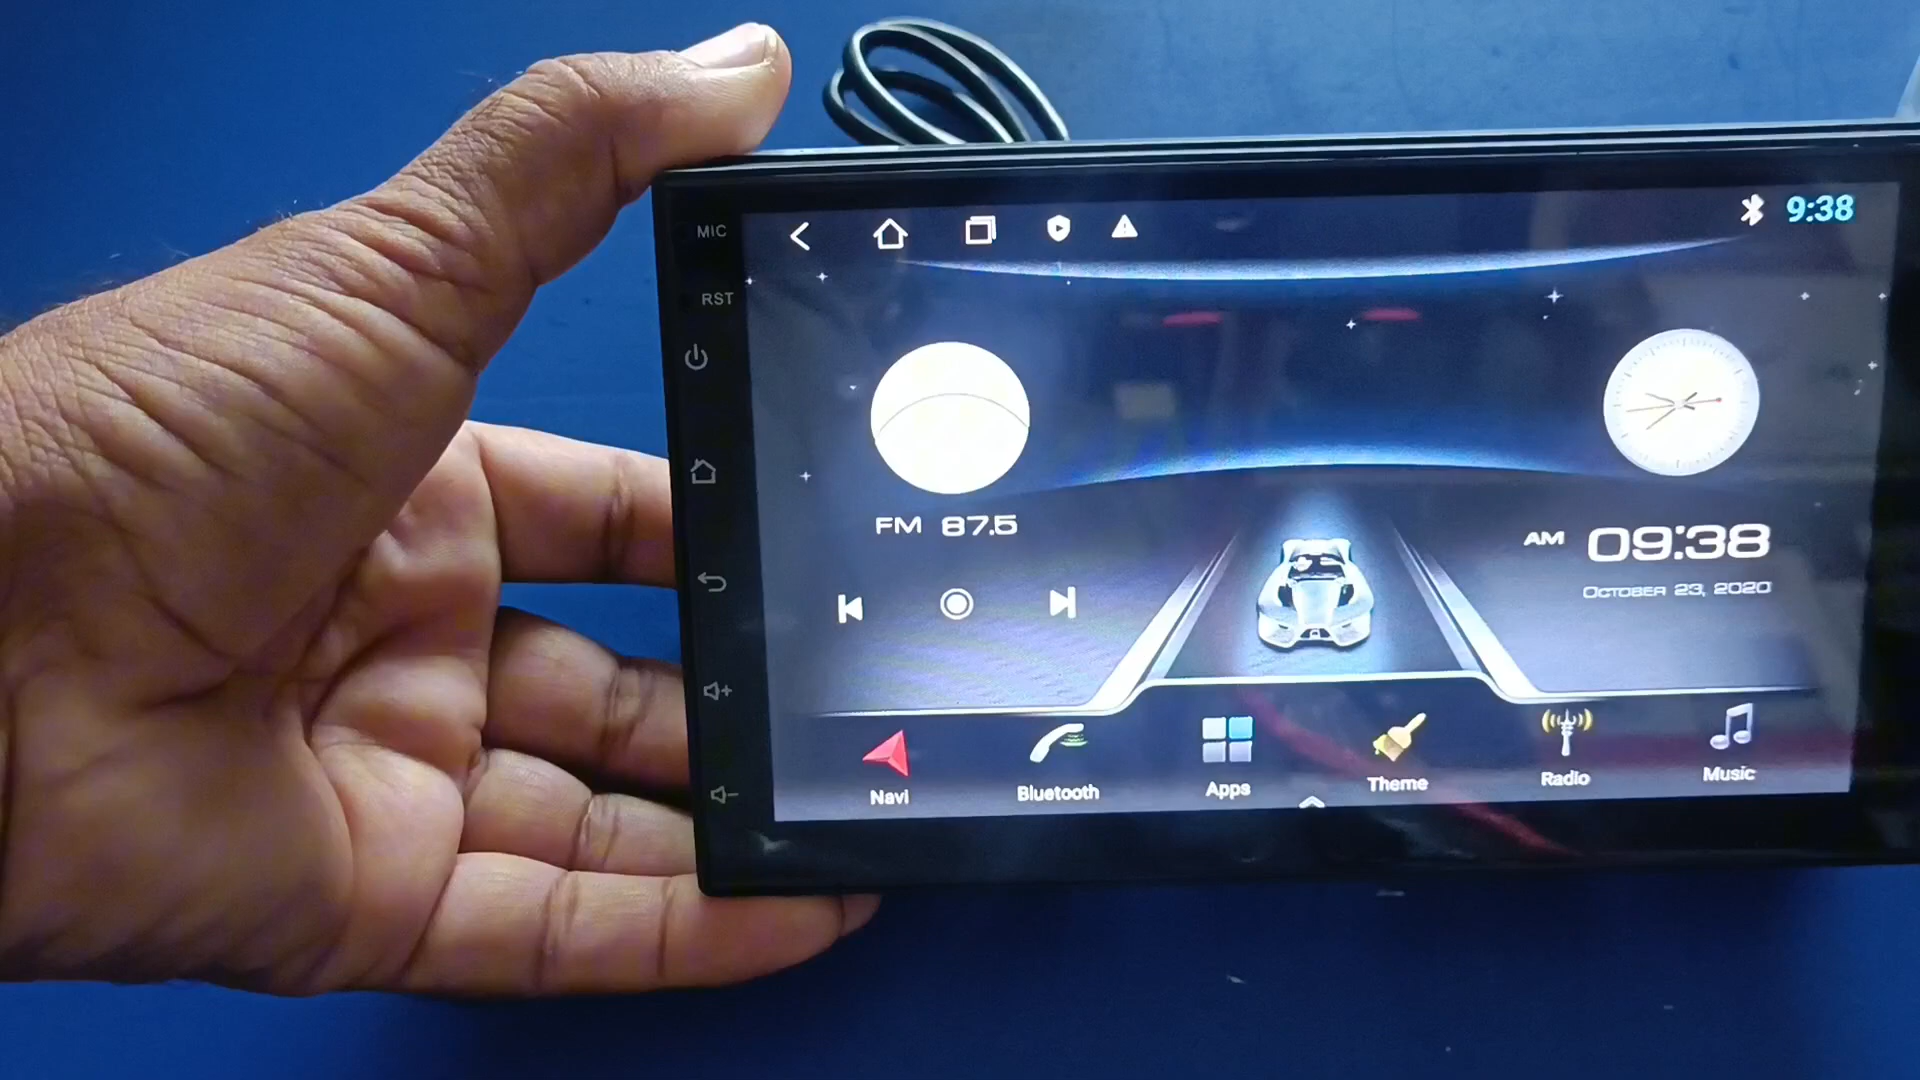 MIC
RST
9:38
FM 87.5
AM 09:38
October 23, 2020
Navi
Bluetooth
Apps
Theme
Radio
Music